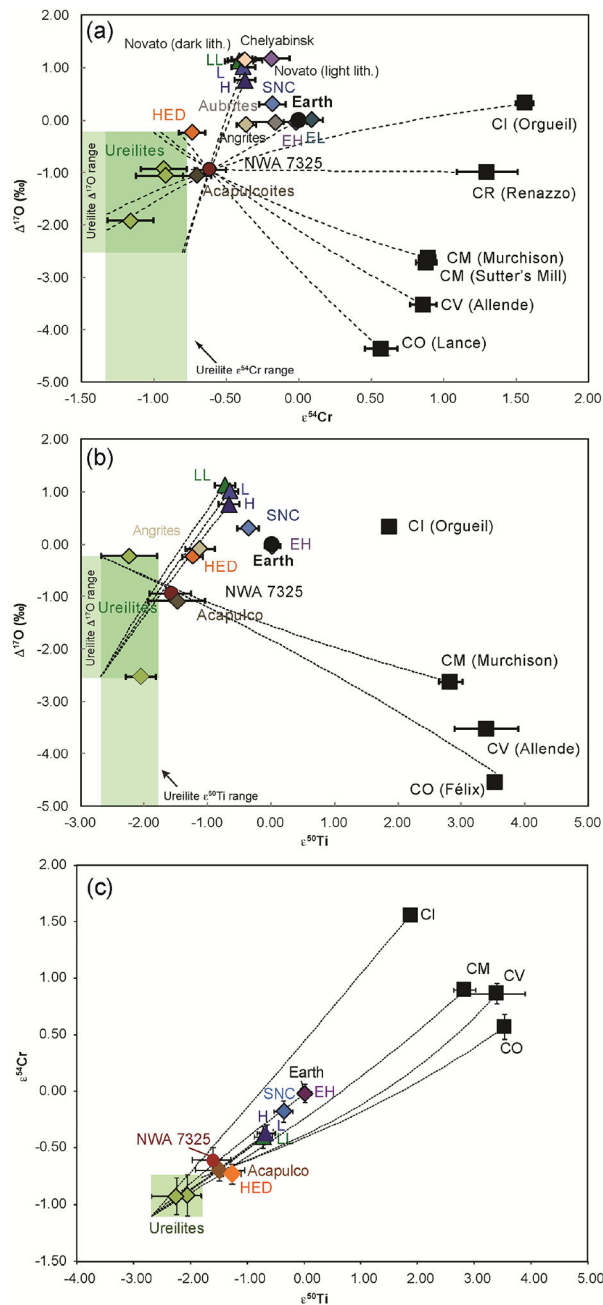 (a)
2.00
1.00
0.00
-1.00
-2.00
-3.00
-4.00
-5.00
Δ¹⁷O (‰)
Novato (dark lith.)
Chelyabinsk
LL
L
H
Novato (light lith.)
SNC
Aubrites
Earth
HED
Angrites
EH
EL
CI (Orgueil)
Ureilites
NWA 7325
Acapulcoites
CR (Renazzo)
Ureilite Δ¹⁷O range
CM (Murchison)
CM (Sutter's Mill)
CV (Allende)
CO (Lance)
Ureilite ε⁵⁴Cr range
-1.50
-1.00
-0.50
0.00
0.50
1.00
1.50
2.00
ε⁵⁴Cr
(b)
2.00
1.00
0.00
-1.00
-2.00
-3.00
-4.00
-5.00
Δ¹⁷O (‰)
LL
L
H
SNC
CI (Orgueil)
Angrites
EH
Earth
HED
Ureilites
NWA 7325
Acapulco
Ureilite Δ¹⁷O range
CM (Murchison)
CV (Allende)
CO (Félix)
Ureilite ε⁵⁰Ti range
-3.00
-2.00
-1.00
0.00
1.00
2.00
3.00
4.00
5.00
ε⁵⁰Ti
(c)
2.00
1.50
1.00
0.50
0.00
-0.50
-1.00
-1.50
ε⁵⁴Cr
CI
CM
CV
CO
Earth
SNC
EH
H
L
LL
NWA 7325
Acapulco
HED
Ureilites
-4.00
-3.00
-2.00
-1.00
0.00
1.00
2.00
3.00
4.00
5.00
ε⁵⁰Ti